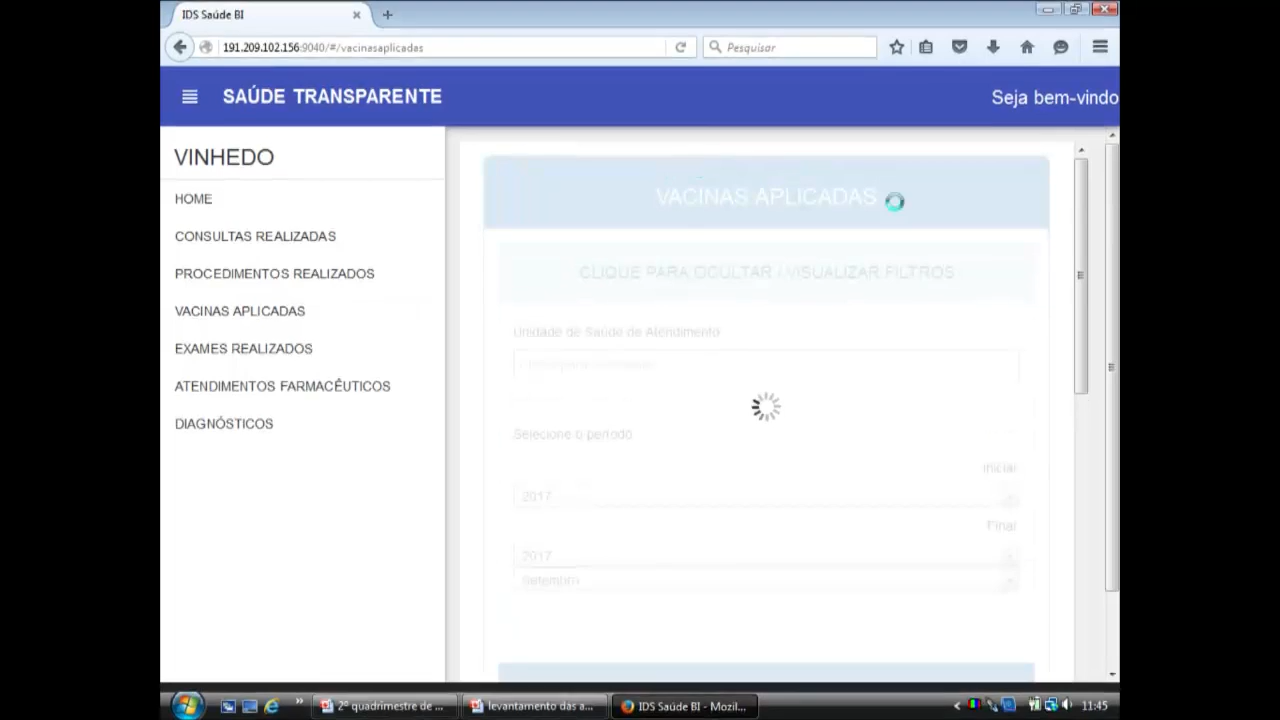 IDS Saúde BI
191.209.102.156:9040/#/vacinasaplicadas
Pesquisar
SAÚDE TRANSPARENTE
Seja bem-vindo
VINHEDO
HOME
CONSULTAS REALIZADAS
PROCEDIMENTOS REALIZADOS
VACINAS APLICADAS
EXAMES REALIZADOS
ATENDIMENTOS FARMACÊUTICOS
DIAGNÓSTICOS
VACINAS APLICADAS
CLIQUE PARA OCULTAR / VISUALIZAR FILTROS
Unidade de Saúde de Atendimento
Selecione o período
Inicial
2017
Final
2017
Setembro
2º quadrimestre de ...
levantamento das a...
IDS Saúde BI - Mozil...
11:45